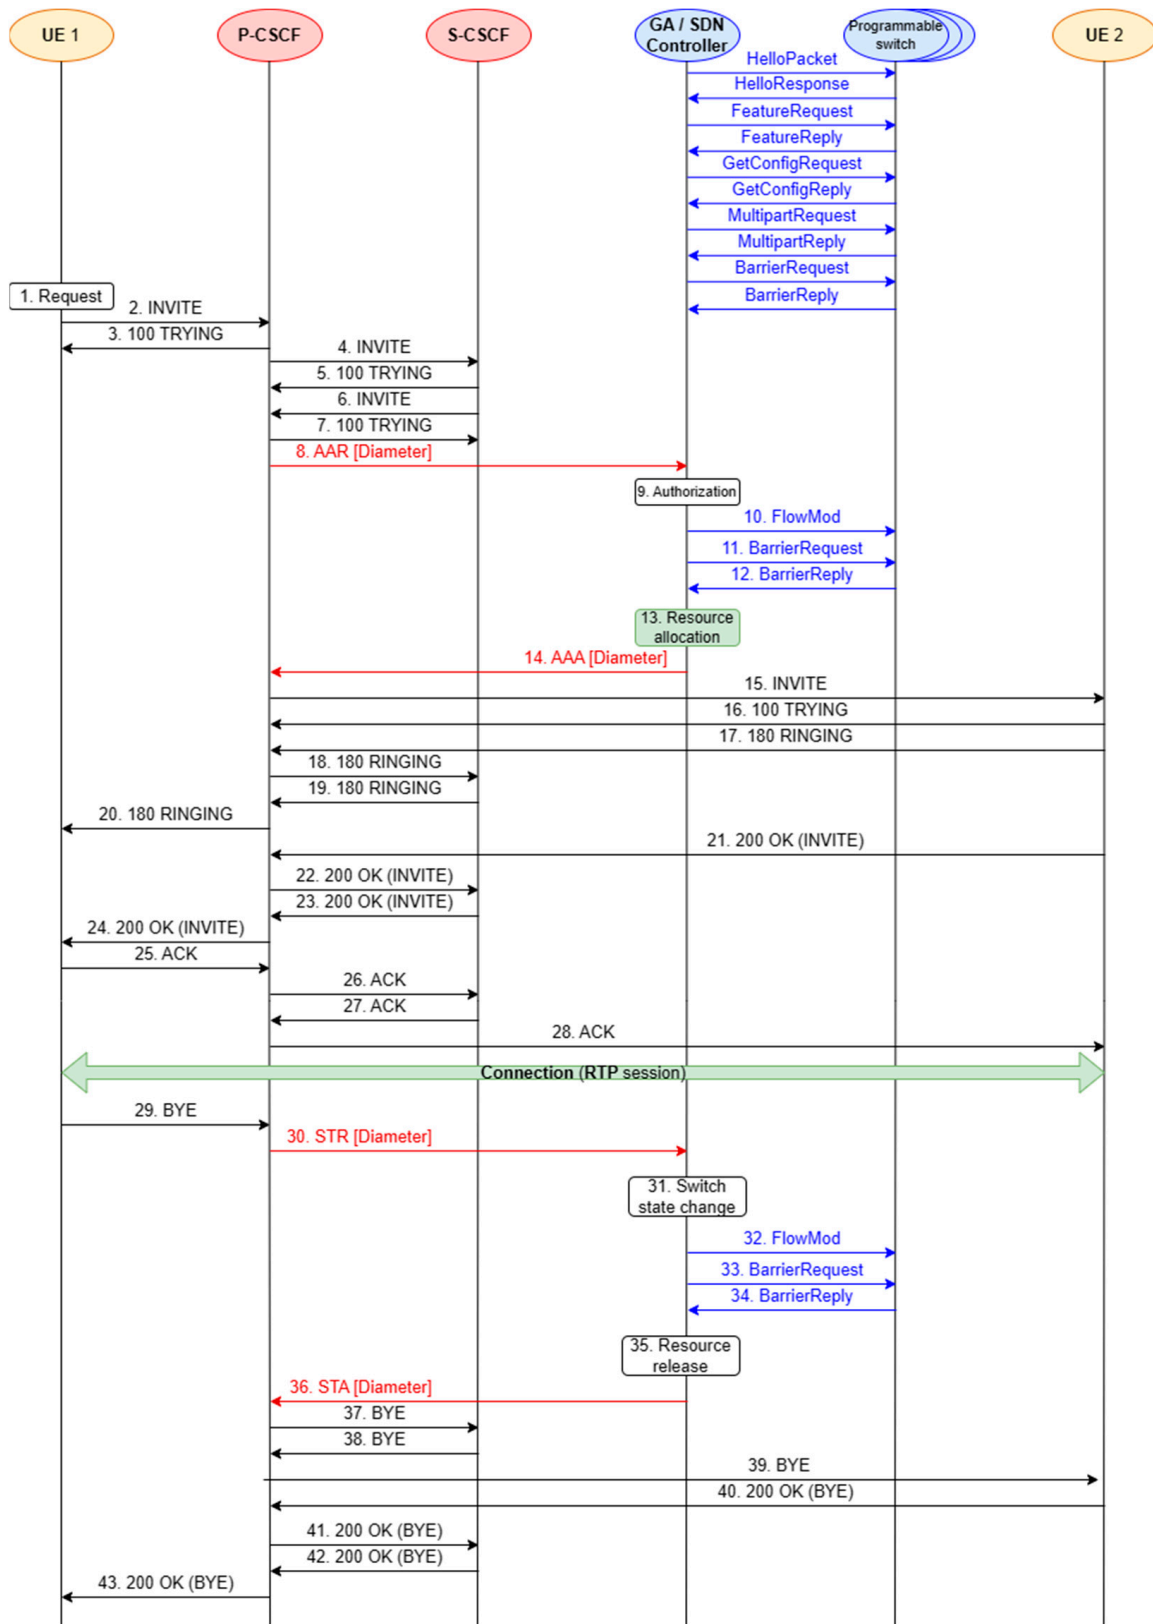 UE 1
P-CSCF
S-CSCF
GA / SDN
Controller
Programmable
switch
UE 2
HelloPacket
HelloResponse
FeatureRequest
FeatureReply
GetConfigRequest
GetConfigReply
MultipartRequest
MultipartReply
BarrierRequest
BarrierReply
1. Request
2. INVITE
3. 100 TRYING
4. INVITE
5. 100 TRYING
6. INVITE
7. 100 TRYING
8. AAR [Diameter]
9. Authorization
10. FlowMod
11. BarrierRequest
12. BarrierReply
13. Resource
allocation
14. AAA [Diameter]
15. INVITE
16. 100 TRYING
17. 180 RINGING
18. 180 RINGING
19. 180 RINGING
20. 180 RINGING
21. 200 OK (INVITE)
22. 200 OK (INVITE)
23. 200 OK (INVITE)
24. 200 OK (INVITE)
25. ACK
26. ACK
27. ACK
28. ACK
Connection (RTP session)
29. BYE
30. STR [Diameter]
31. Switch
state change
32. FlowMod
33. BarrierRequest
34. BarrierReply
35. Resource
release
36. STA [Diameter]
37. BYE
38. BYE
39. BYE
40. 200 OK (BYE)
41. 200 OK (BYE)
42. 200 OK (BYE)
43. 200 OK (BYE)